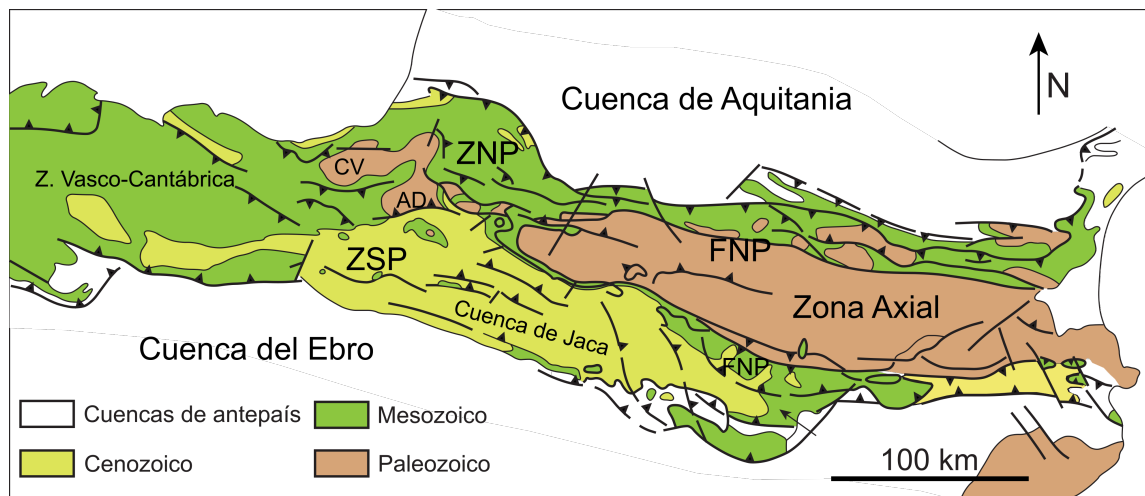 Cuenca de Aquitania
N
CV
ZNP
Z. Vasco-Cantábrica
AD
ZSP
FNP
Zona Axial
Cuenca de Jaca
Cuenca del Ebro
FNP
Cuencas de antepaís
Mesozoico
Cenozoico
Paleozoico
100 km